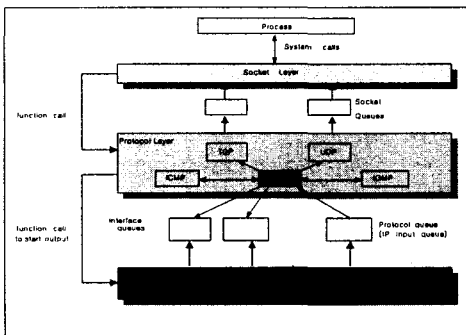 Process
System calls
Socket Layer
function call
Socket
Queues
Protocol Layer
TCP
UDP
ICMP
IGMP
Interface
queues
Protocol queue
(IP input queue)
function call
to start output